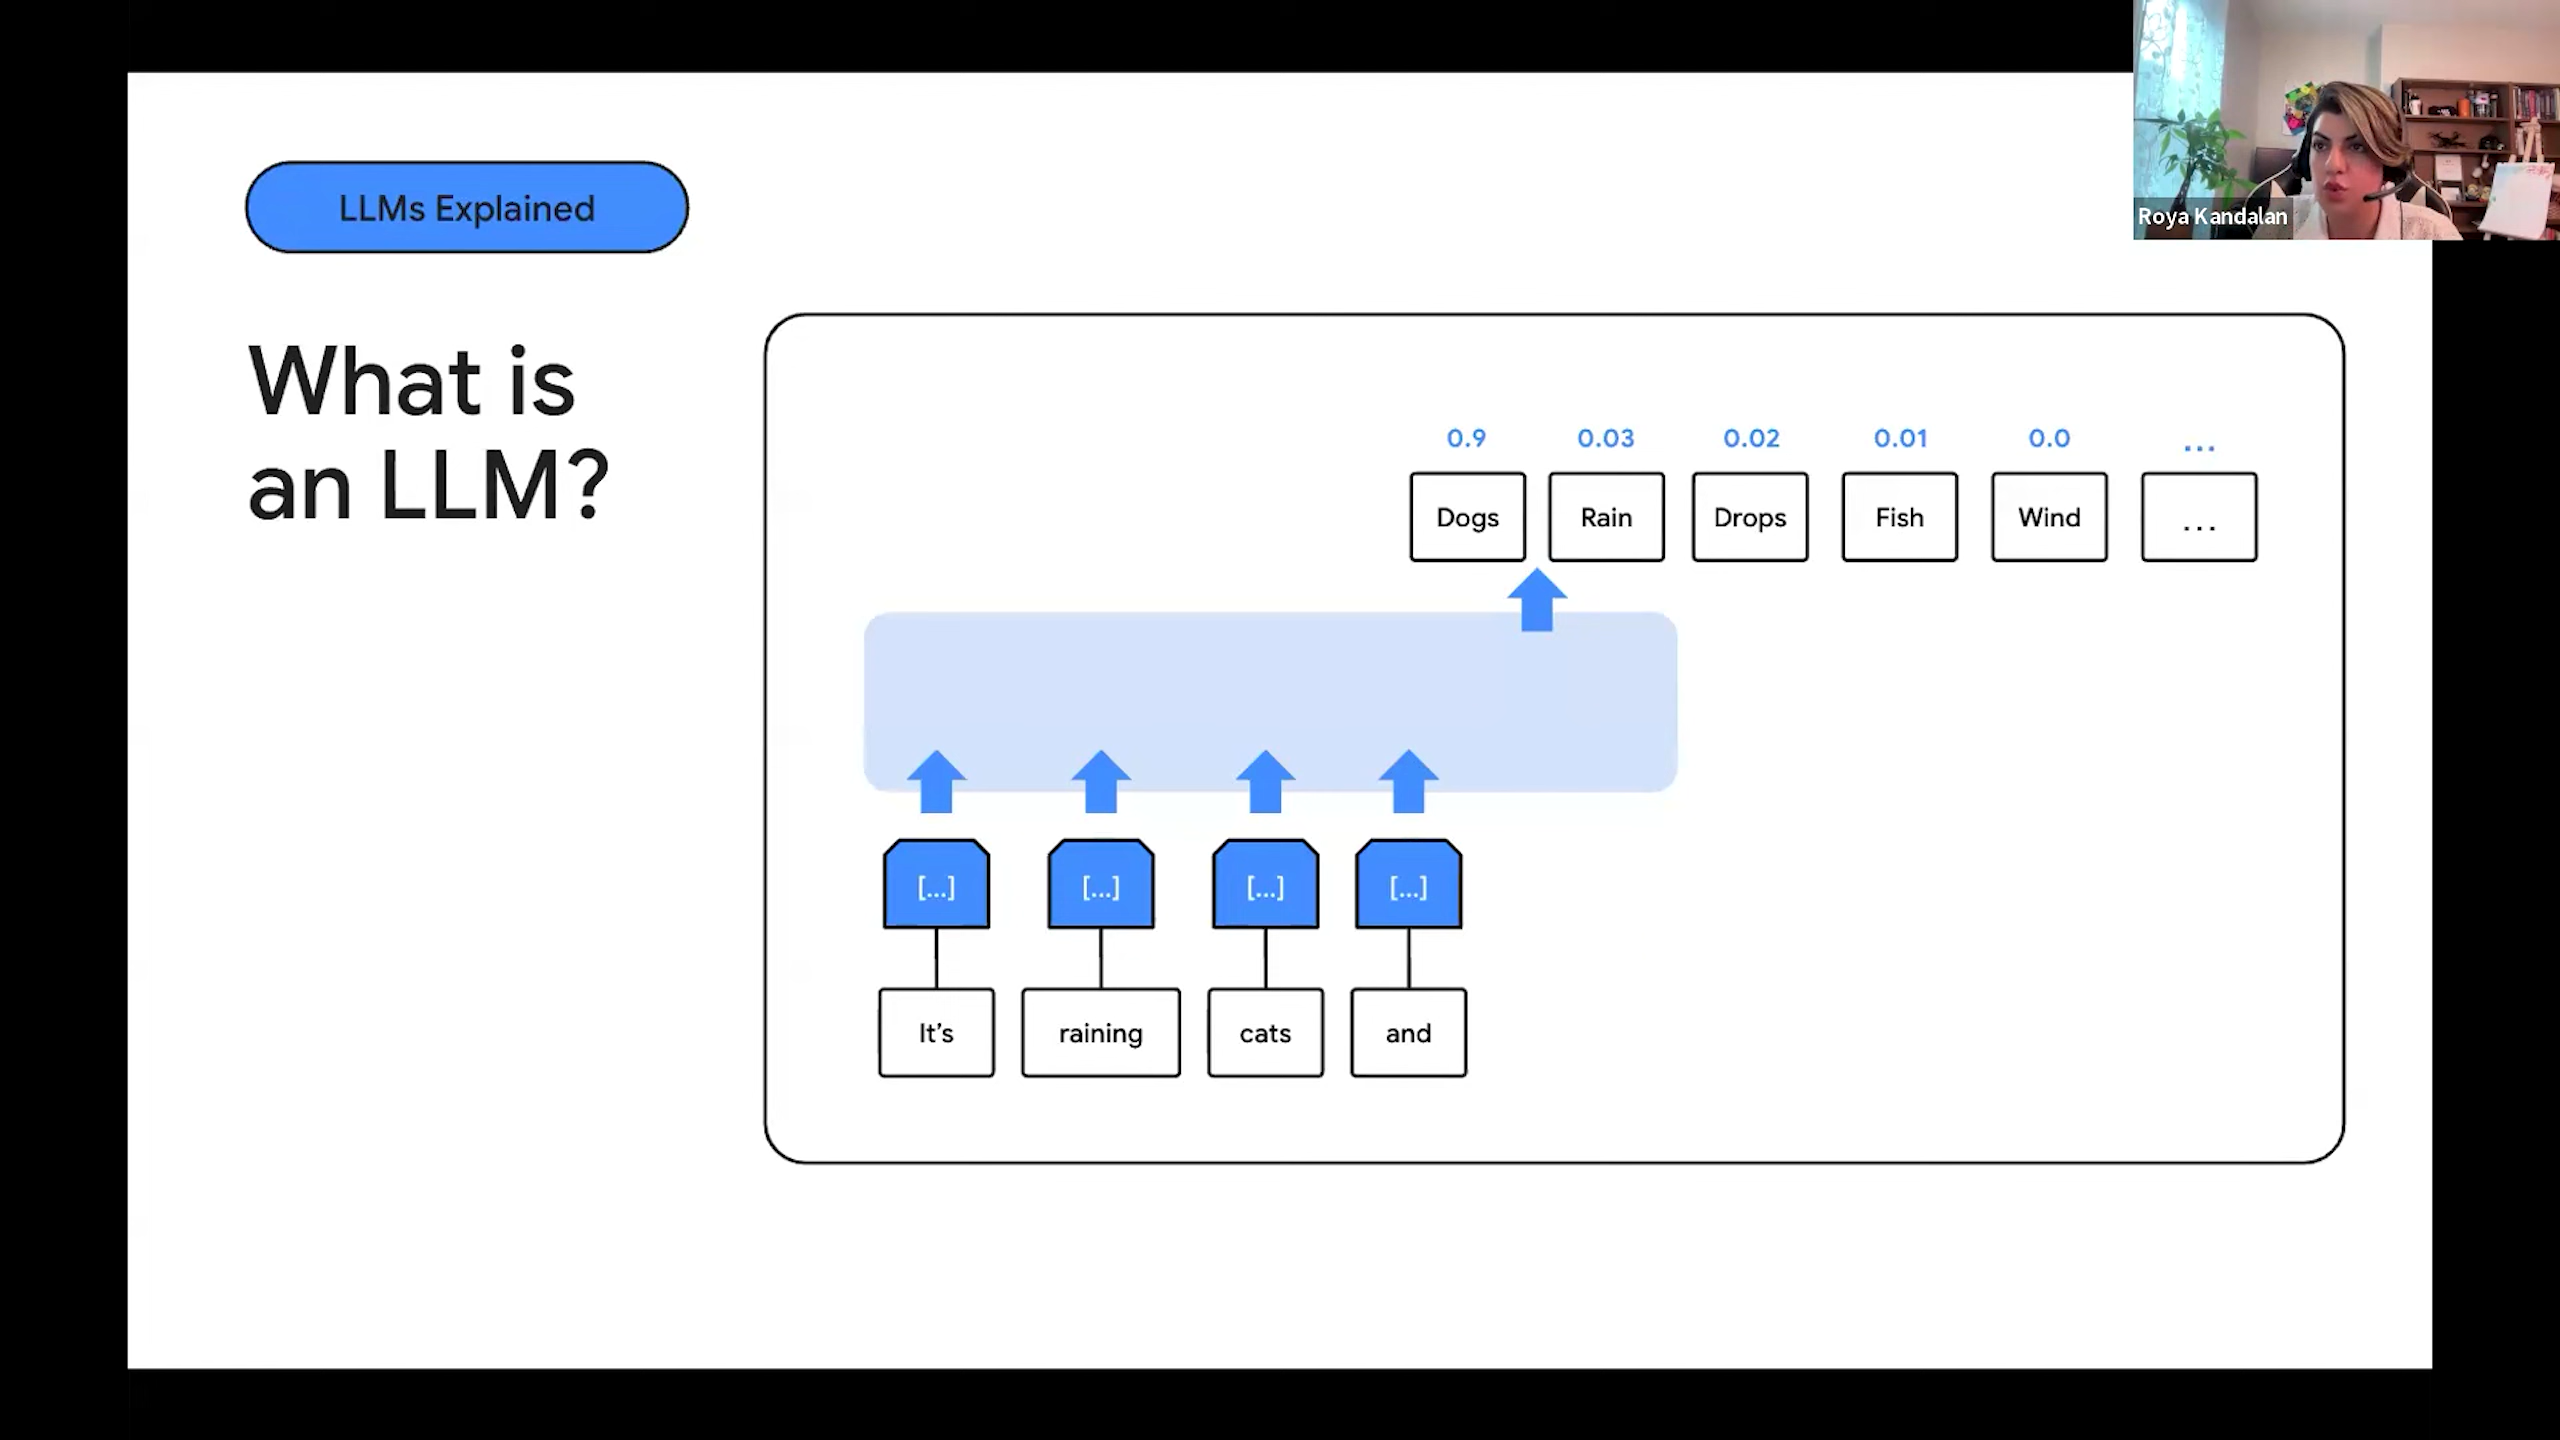 Roya Kandalan
LLMs Explained
What is
an LLM?
0.9 0.03 0.02 0.01 0.0 ...
Dogs Rain Drops Fish Wind ...
[...] [...] [...] [...]
It's raining cats and